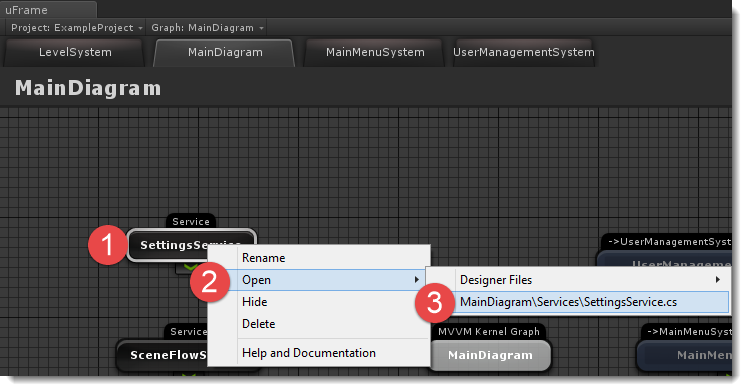 uFrame
Project: ExampleProject Graph: MainDiagram
LevelSystem MainDiagram MainMenuSystem UserManagementSystem
MainDiagram
Service
1 SettingsService
->UserManagementSyst
UserManageme
Rename
2 Open
Hide
Delete
Help and Documentation
Designer Files
3 MainDiagram\Services\SettingsService.cs
Service
SceneFlowS
MVVM Kernel Graph
MainDiagram
->MainMenuSyst
MainMen